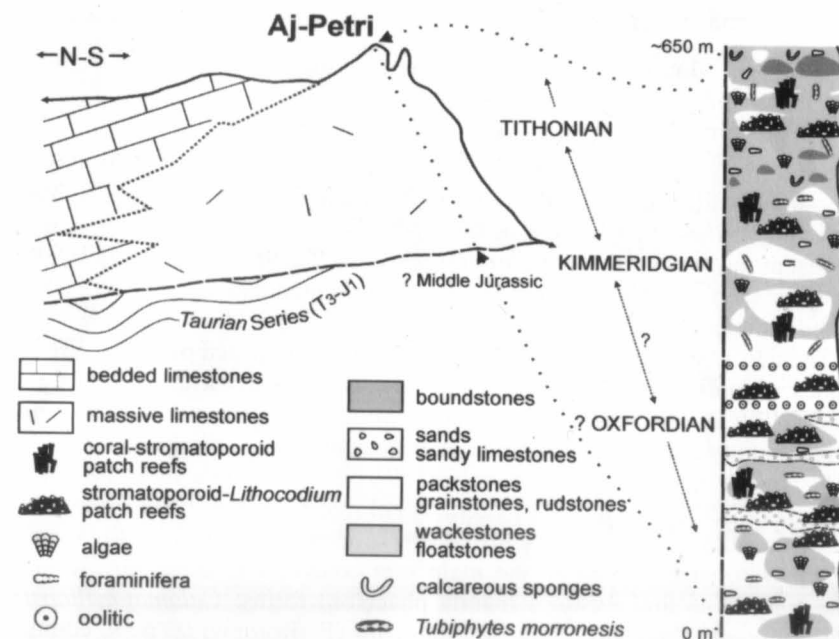 Aj-Petri
N-S
~650 m
TITHONIAN
KIMMERIDGIAN
? Middle Jurassic
Taurian Series (T3-J1)
?
? OXFORDIAN
0 m
bedded limestones
massive limestones
coral-stromatoporoid
patch reefs
stromatoporoid-Lithocodium
patch reefs
algae
foraminifera
oolitic
boundstones
sands
sandy limestones
packstones
grainstones, rudstones
wackestones
floatstones
calcareous sponges
Tubiphytes morronesis